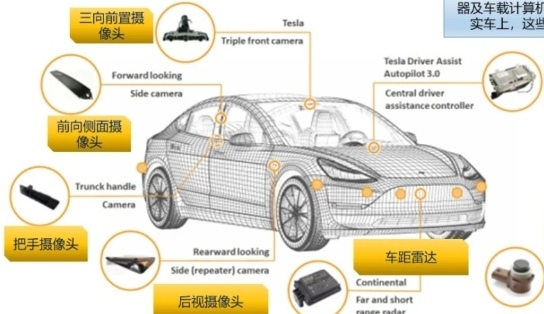 三向前置摄
像头
Tesla
Triple front camera
器及车载计算机
实车上，这些
Forward looking
Side camera
Tesla Driver Assist
Autopilot 3.0
Central driver
assistance controller
前向侧面摄
像头
Trunck handle
Camera
把手摄像头
Rearward looking
Side (repeater) camera
后视摄像头
车距雷达
Continental
Far and short
range radar